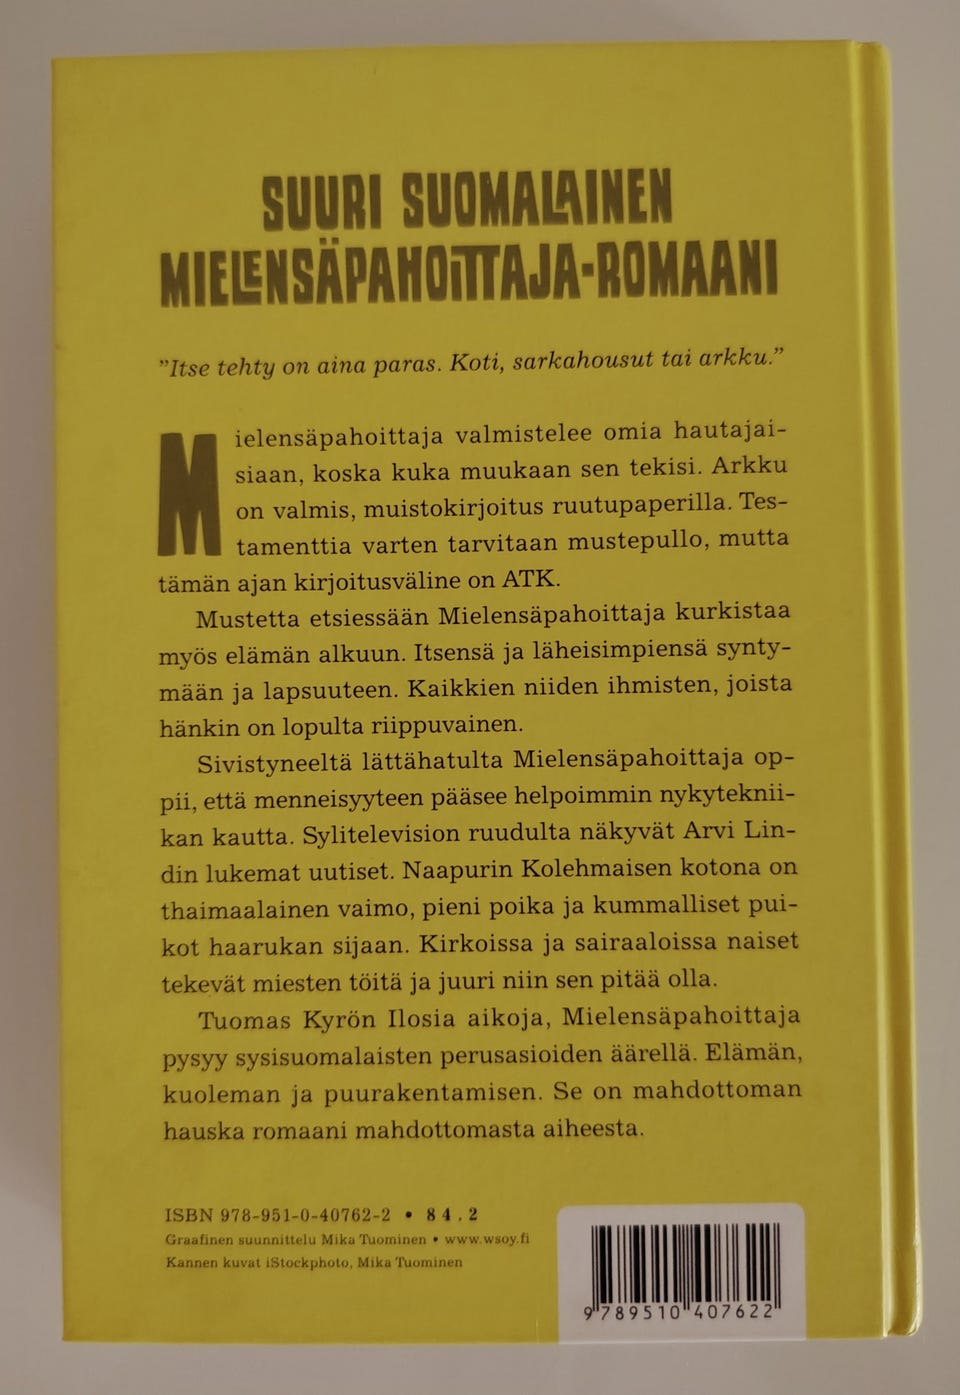 SUURI SUOMALAINEN
MIELENSÄPAHOITTAJA-ROMAANI
”Itse tehty on aina paras. Koti, sarkahousut tai arkku.”
Mielensäpahoittaja valmistelee omia hautajai-
siaan, koska kuka muukaan sen tekisi. Arkku
on valmis, muistokirjoitus ruutupaperilla. Tes-
tamenttia varten tarvitaan mustepullo, mutta
tämän ajan kirjoitusväline on ATK.
Mustetta etsiessään Mielensäpahoittaja kurkistaa
myös elämän alkuun. Itsensä ja läheisimpiensä synty-
mään ja lapsuuteen. Kaikkien niiden ihmisten, joista
hänkin on lopulta riippuvainen.
Sivistyneeltä lättähatulta Mielensäpahoittaja op-
pii, että menneisyyteen pääsee helpoimmin nykyteknii-
kan kautta. Sylitelevision ruudulta näkyvät Arvi Lin-
din lukemat uutiset. Naapurin Kolehmaisen kotona on
thaimaalainen vaimo, pieni poika ja kummalliset pui-
kot haarukan sijaan. Kirkoissa ja sairaaloissa naiset
tekevät miesten töitä ja juuri niin sen pitää olla.
Tuomas Kyrön Ilosia aikoja, Mielensäpahoittaja
pysyy sysisuomalaisten perusasioiden äärellä. Elämän,
kuoleman ja puurakentamisen. Se on mahdottoman
hauska romaani mahdottomasta aiheesta.
ISBN 978-951-0-40762-2 • 84.2
Graafinen suunnittelu Mika Tuominen • www.wsoy.fi
Kannen kuvat iStockphoto, Mika Tuominen
9 789510 407622